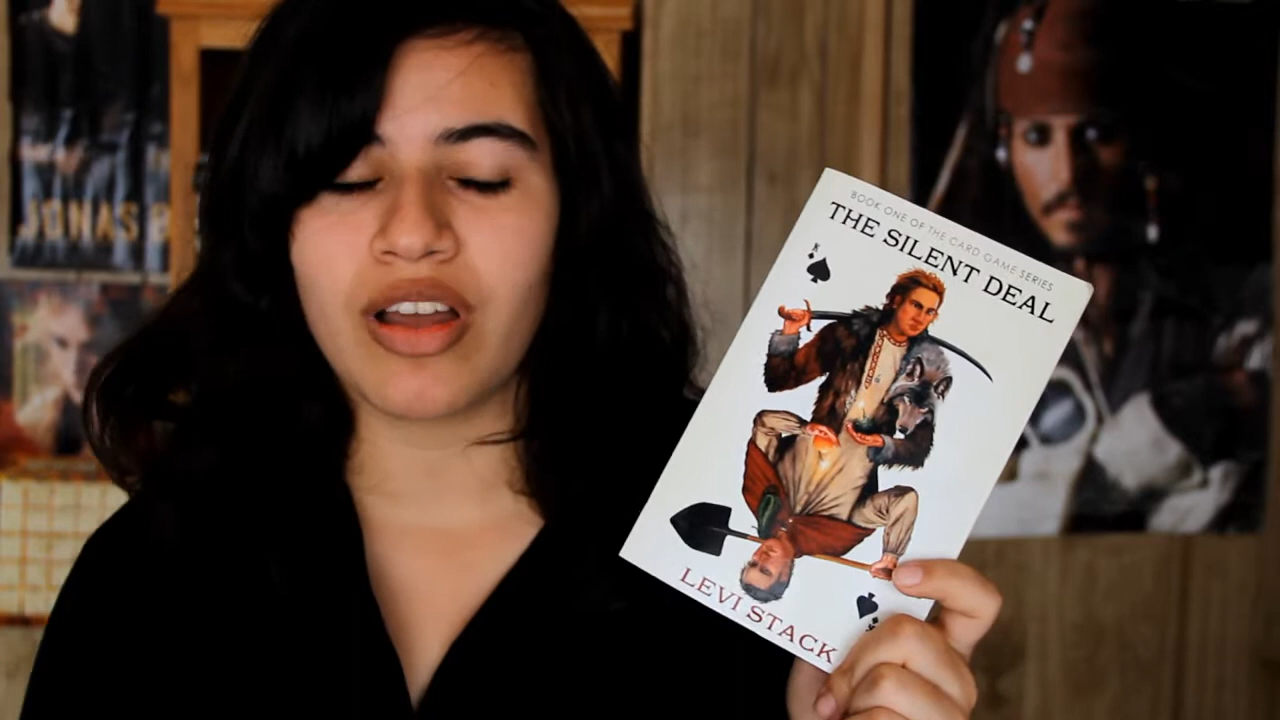 JONAS B
BOOK ONE OF THE CARD GAME SERIES
THE SILENT DEAL
K
LEVI STACK
K